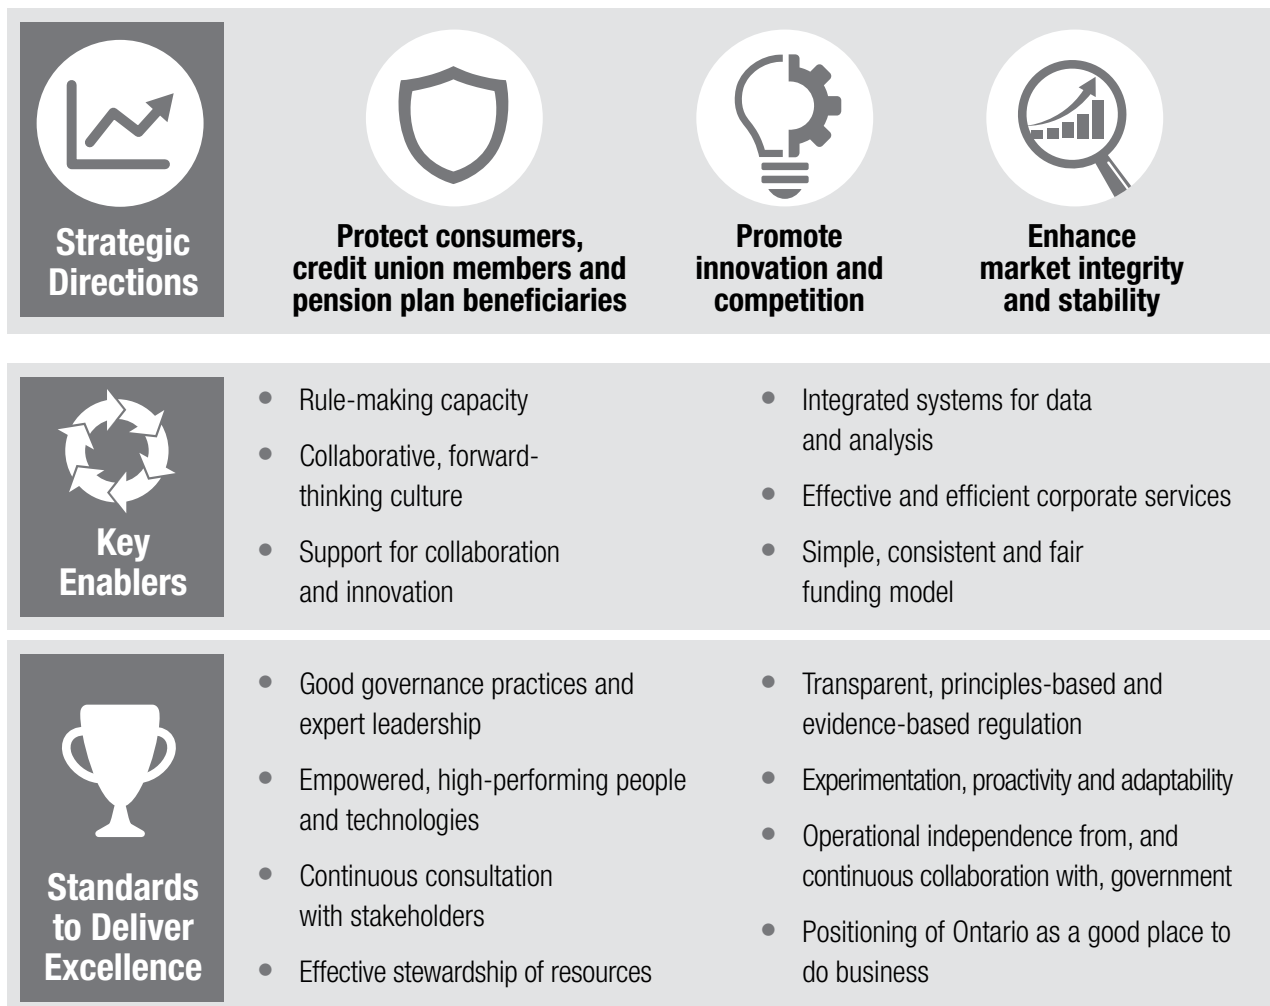 Strategic
Directions
Protect consumers,
credit union members and
pension plan beneficiaries
Promote
innovation and
competition
Enhance
market integrity
and stability
Key
Enablers
• Rule-making capacity
• Collaborative, forward-
thinking culture
• Support for collaboration
and innovation
• Integrated systems for data
and analysis
• Effective and efficient corporate services
• Simple, consistent and fair
funding model
Standards
to Deliver
Excellence
• Good governance practices and
expert leadership
• Empowered, high-performing people
and technologies
• Continuous consultation
with stakeholders
• Effective stewardship of resources
• Transparent, principles-based and
evidence-based regulation
• Experimentation, proactivity and adaptability
• Operational independence from, and
continuous collaboration with, government
• Positioning of Ontario as a good place to
do business